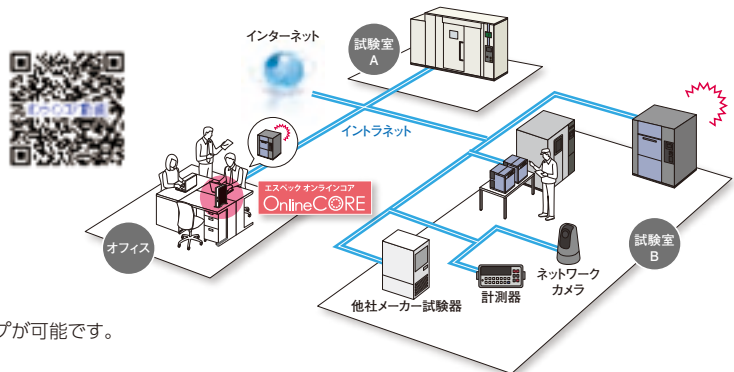 インターネット
試験室
A
イントラネット
エスペック オンラインコア
OnlineCORE
オフィス
試験室
B
ネットワーク
カメラ
計測器
他社メーカー試験器
プが可能です。